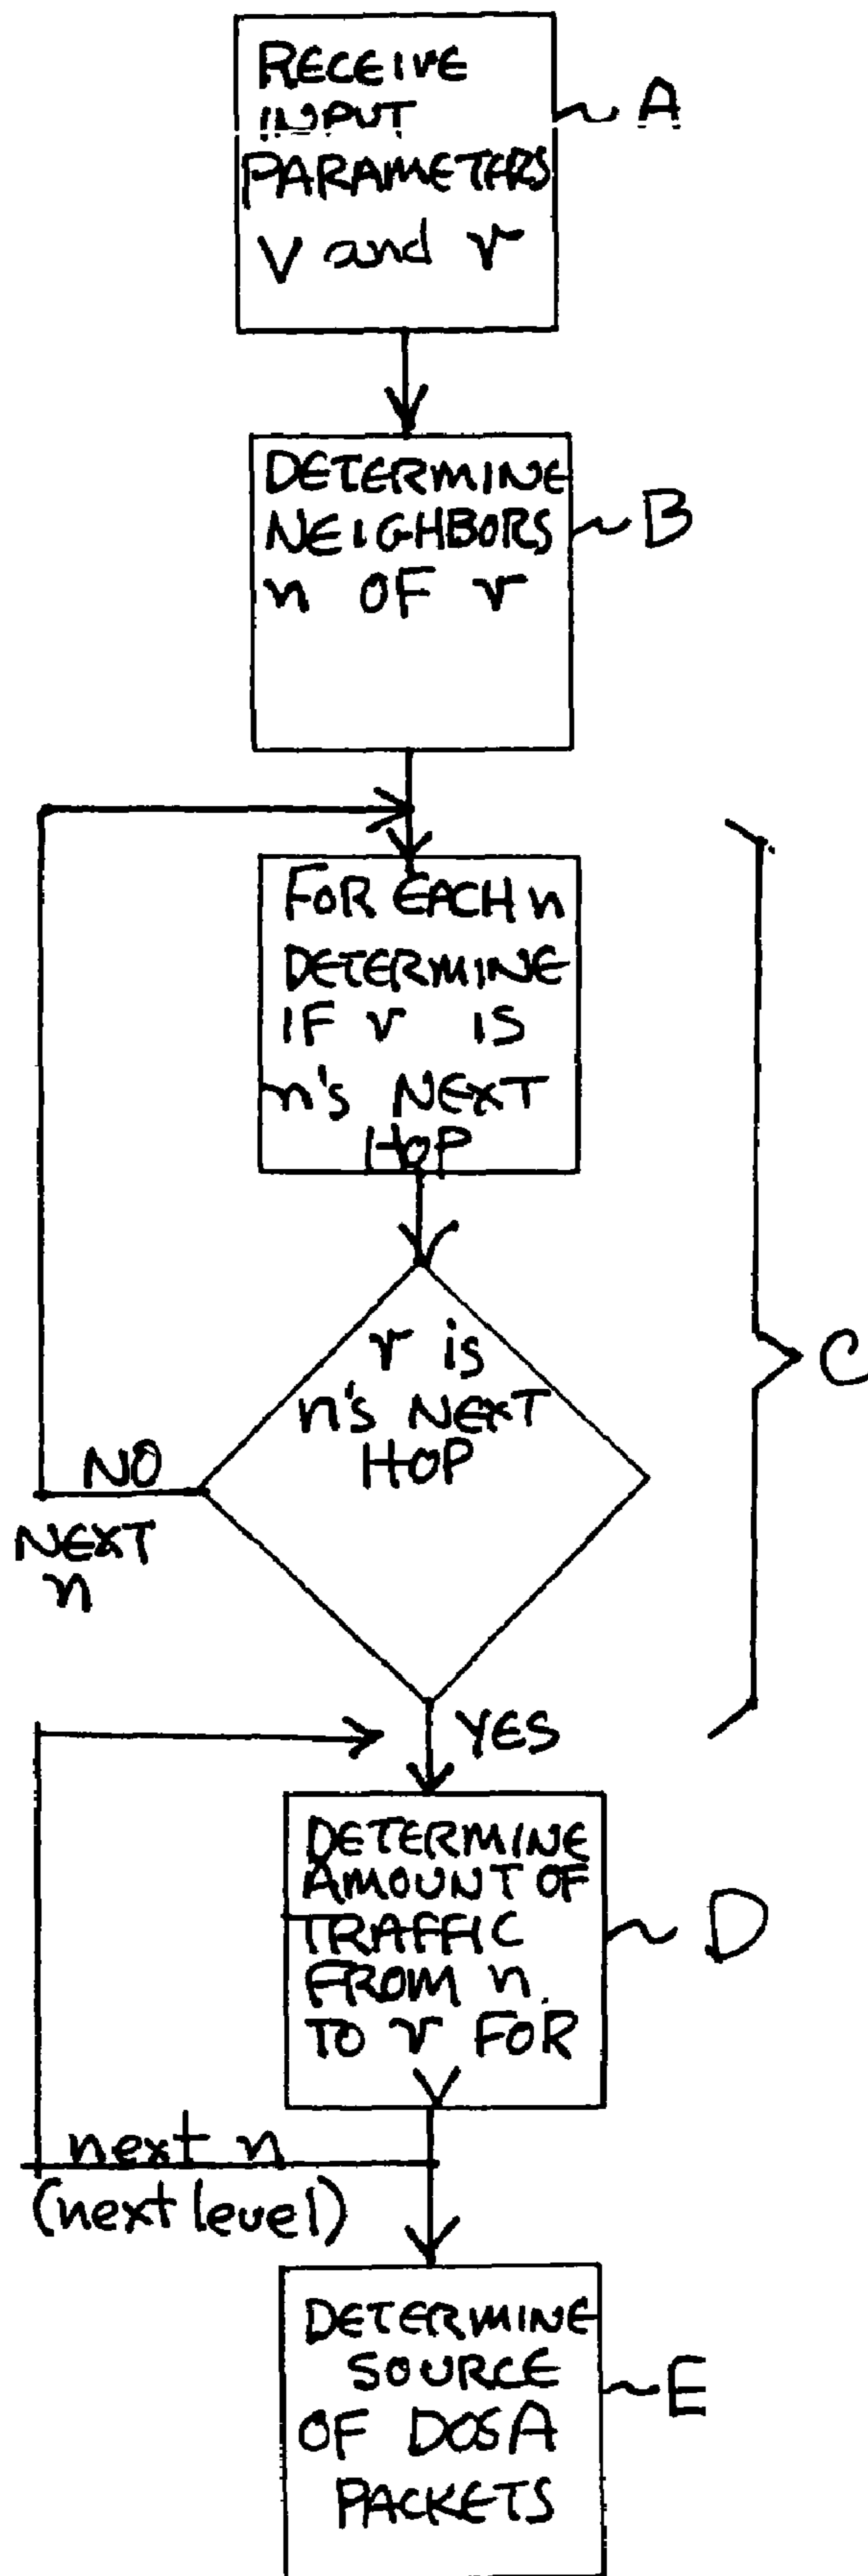 RECEIVE
INPUT
PARAMETERS
V and r
A
DETERMINE
NEIGHBORS
n OF r
B
FOR EACH n
DETERMINE
IF r IS
n's NEXT
HOP
r is
n's NEXT
HOP
C
NO
NEXT
n
YES
DETERMINE
AMOUNT OF
TRAFFIC
FROM n
TO r FOR
V
D
next n
(next level)
DETERMINE
SOURCE
OF DOSA
PACKETS
E